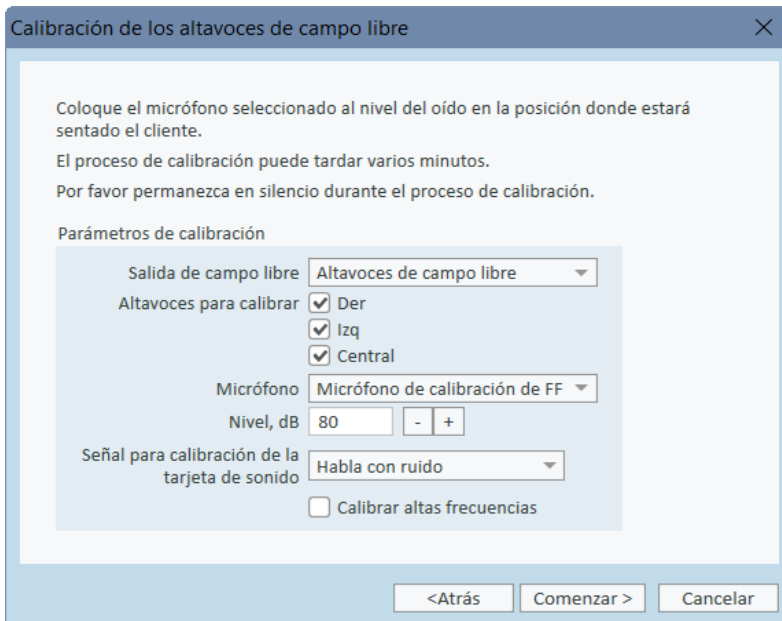 Calibración de los altavoces de campo libre
Coloque el micrófono seleccionado al nivel del oído en la posición donde estará
sentado el cliente.
El proceso de calibración puede tardar varios minutos.
Por favor permanezca en silencio durante el proceso de calibración.
Parámetros de calibración
Salida de campo libre Altavoces de campo libre
Altavoces para calibrar Der
Izq
Central
Micrófono Micrófono de calibración de FF
Nivel, dB 80 - +
Señal para calibración de la
tarjeta de sonido Habla con ruido
Calibrar altas frecuencias
<Atrás Comenzar > Cancelar